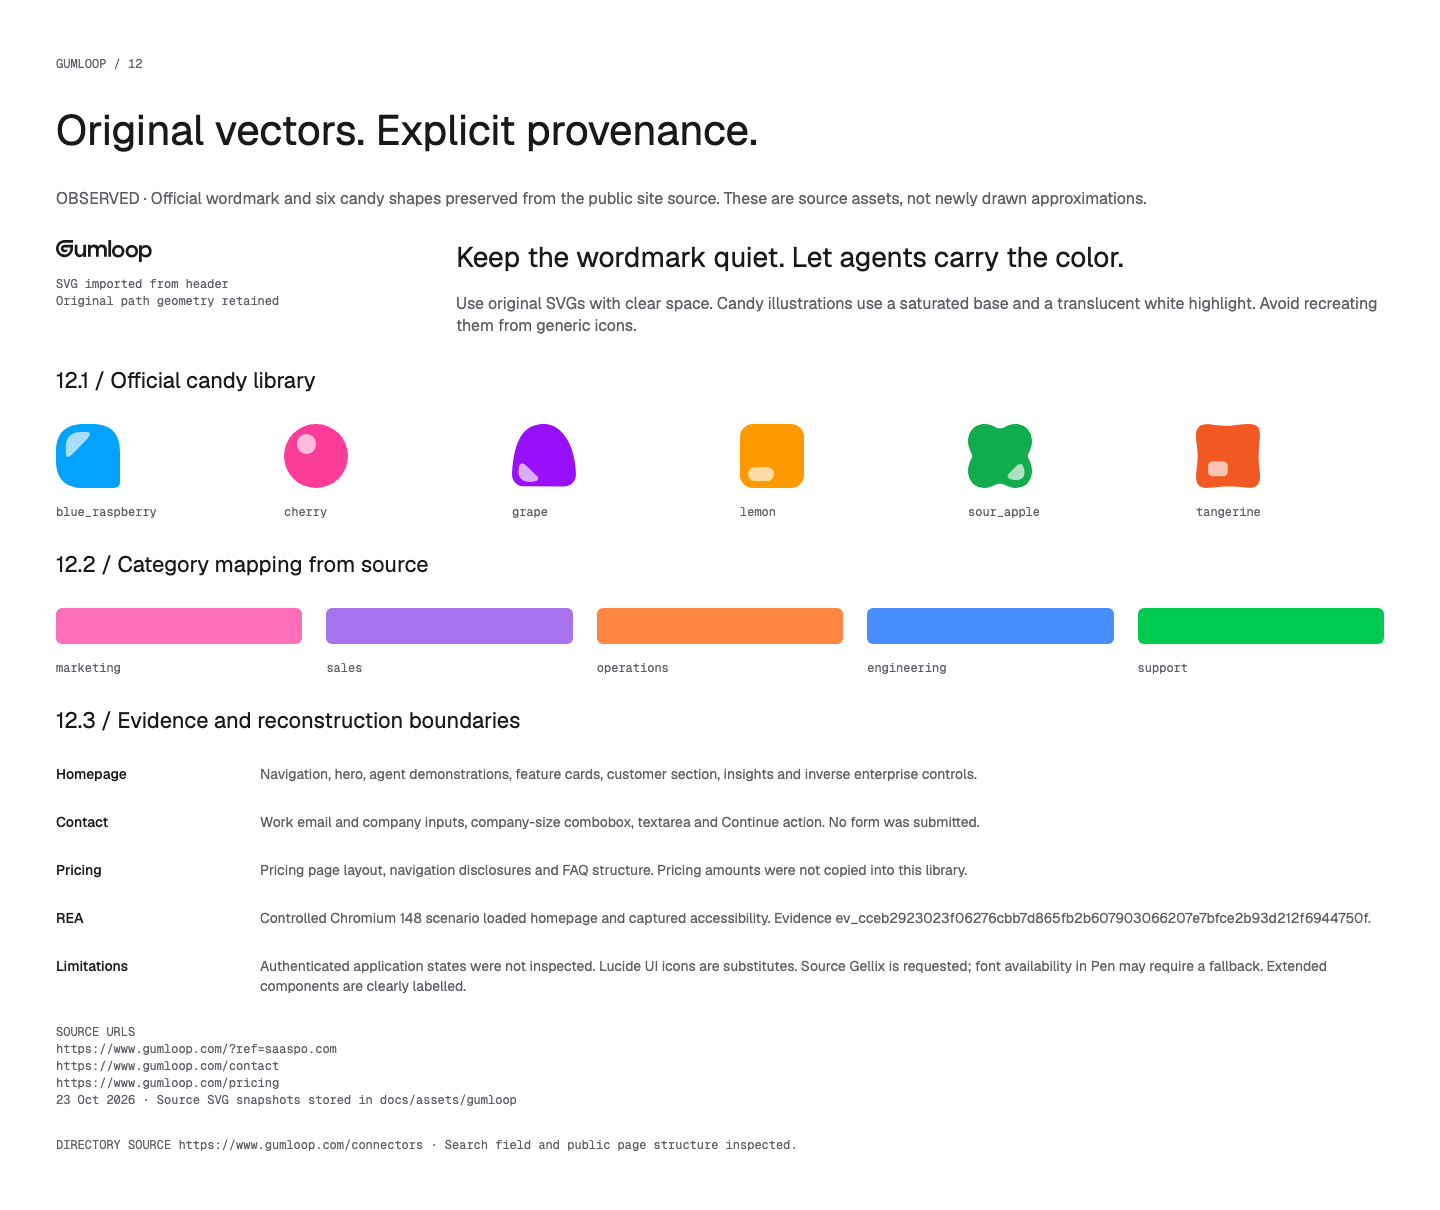 GUMLOOP / 12
Original vectors. Explicit provenance.
OBSERVED · Official wordmark and six candy shapes preserved from the public site source. These are source assets, not newly drawn approximations.
Gumloop
SVG imported from header
Original path geometry retained
Keep the wordmark quiet. Let agents carry the color.
Use original SVGs with clear space. Candy illustrations use a saturated base and a translucent white highlight. Avoid recreating
them from generic icons.
12.1 / Official candy library
blue_raspberry
cherry
grape
lemon
sour_apple
tangerine
12.2 / Category mapping from source
marketing
sales
operations
engineering
support
12.3 / Evidence and reconstruction boundaries
Homepage
Navigation, hero, agent demonstrations, feature cards, customer section, insights and inverse enterprise controls.
Contact
Work email and company inputs, company-size combobox, textarea and Continue action. No form was submitted.
Pricing
Pricing page layout, navigation disclosures and FAQ structure. Pricing amounts were not copied into this library.
REA
Controlled Chromium 148 scenario loaded homepage and captured accessibility. Evidence ev_cceb2923023f06276cbb7d865fb2b607903066207e7bfce2b93d212f6944750f.
Limitations
Authenticated application states were not inspected. Lucide UI icons are substitutes. Source Gellix is requested; font availability in Pen may require a fallback. Extended
components are clearly labelled.
SOURCE URLS
https://www.gumloop.com/?ref=saaspo.com
https://www.gumloop.com/contact
https://www.gumloop.com/pricing
23 Oct 2026 · Source SVG snapshots stored in docs/assets/gumloop
DIRECTORY SOURCE https://www.gumloop.com/connectors · Search field and public page structure inspected.